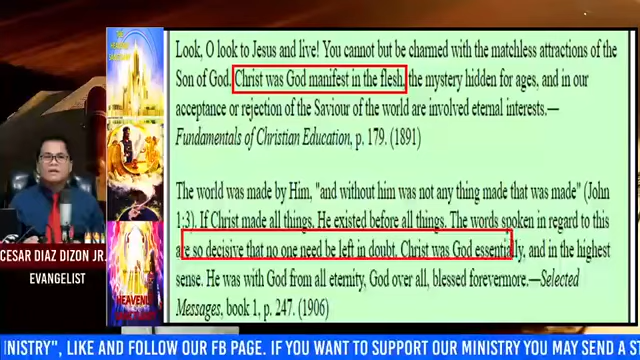 Look, O look to Jesus and live! You cannot but be charmed with the matchless attractions of the
Son of God. Christ was God manifest in the flesh, the mystery hidden for ages, and in our
acceptance or rejection of the Saviour of the world are involved eternal interests.—
Fundamentals of Christian Education, p. 179. (1891)
The world was made by Him, "and without him was not any thing made that was made" (John
1:3). If Christ made all things, He existed before all things. The words spoken in regard to this
are so decisive that no one need be left in doubt. Christ was God essentially, and in the highest
sense. He was with God from all eternity, God over all, blessed forevermore.—Selected
Messages, book 1, p. 247. (1906)
CESAR DIAZ DIZON JR.
EVANGELIST
HEAVENLY
INISTRY", LIKE AND FOLLOW OUR FB PAGE. IF YOU WANT TO SUPPORT OUR MINISTRY YOU MAY SEND A S